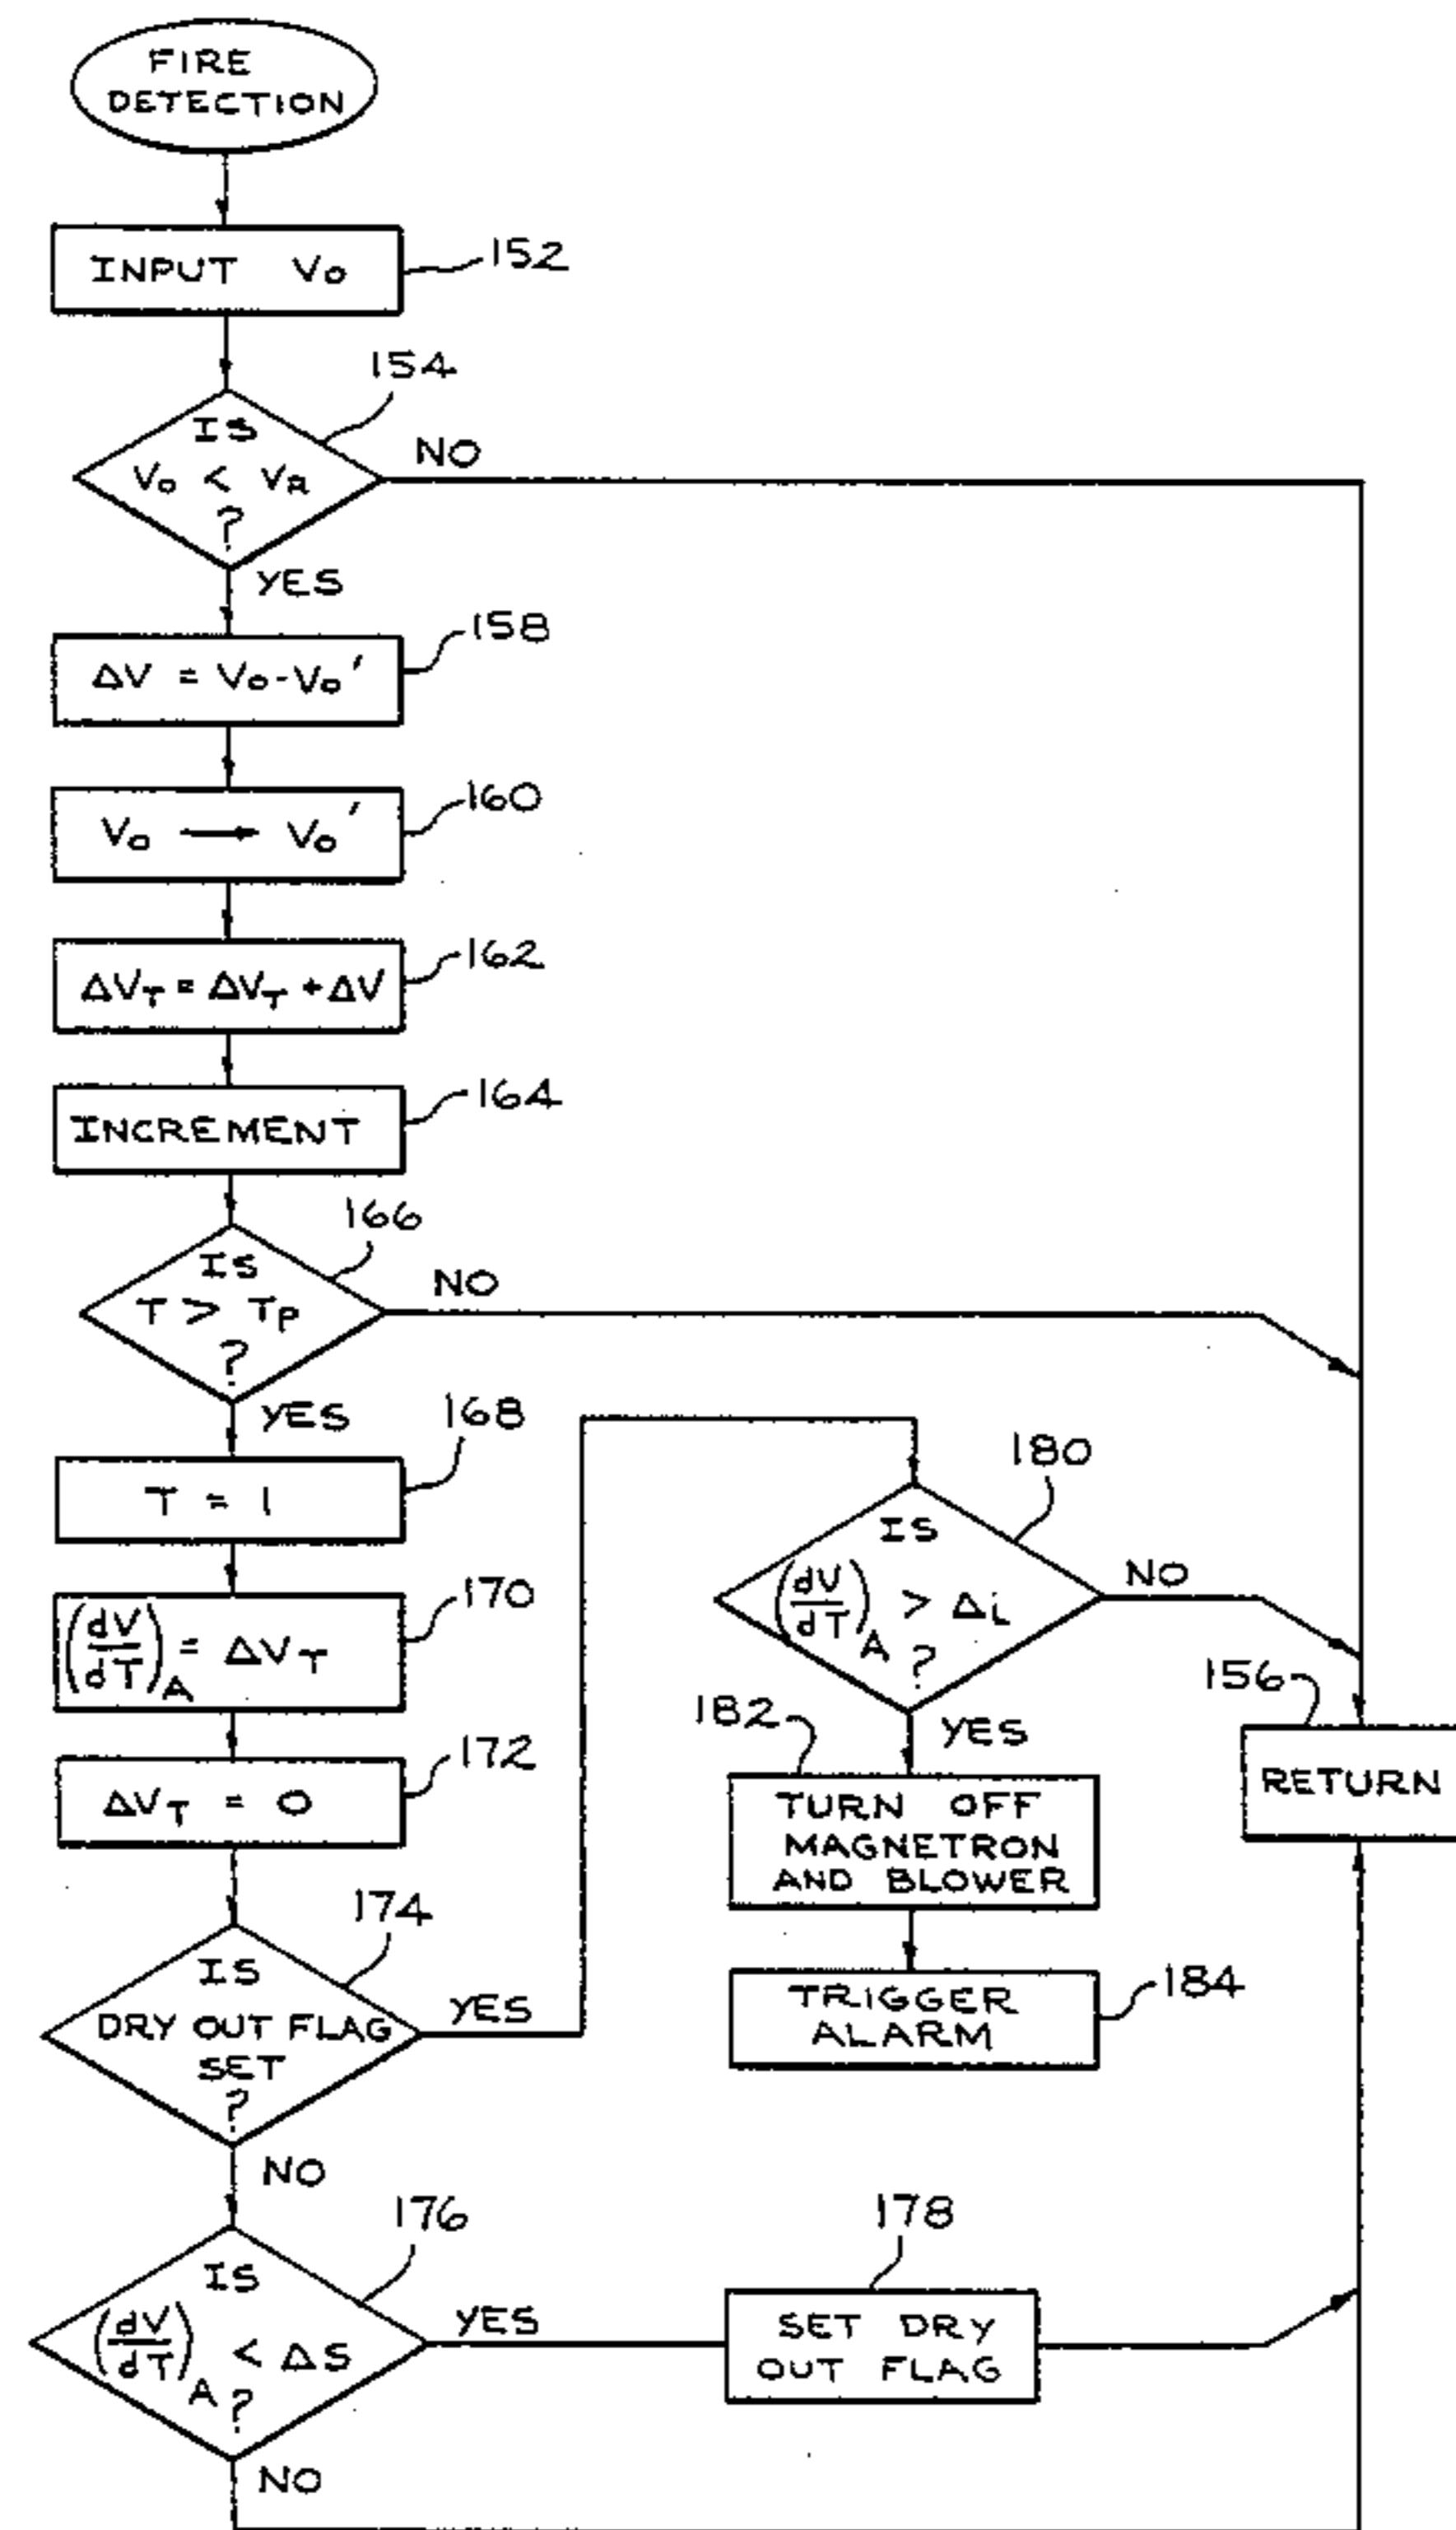 FIRE
DETECTION
INPUT Vo
152
154
IS
Vo < VR
?
NO
YES
158
ΔV = Vo - Vo'
160
Vo → Vo'
162
ΔVT = ΔVT + ΔV
164
INCREMENT
166
IS
T > TP
?
NO
YES
168
T = 1
170
(dV/dT)A = ΔVT
172
ΔVT = 0
174
IS
DRY OUT FLAG
SET
?
YES
NO
176
IS
(dV/dT)A < ΔS
?
YES
NO
178
SET DRY
OUT FLAG
180
IS
(dV/dT)A > Δi
?
NO
YES
182
TURN OFF
MAGNETRON
AND BLOWER
TRIGGER
ALARM
184
156
RETURN